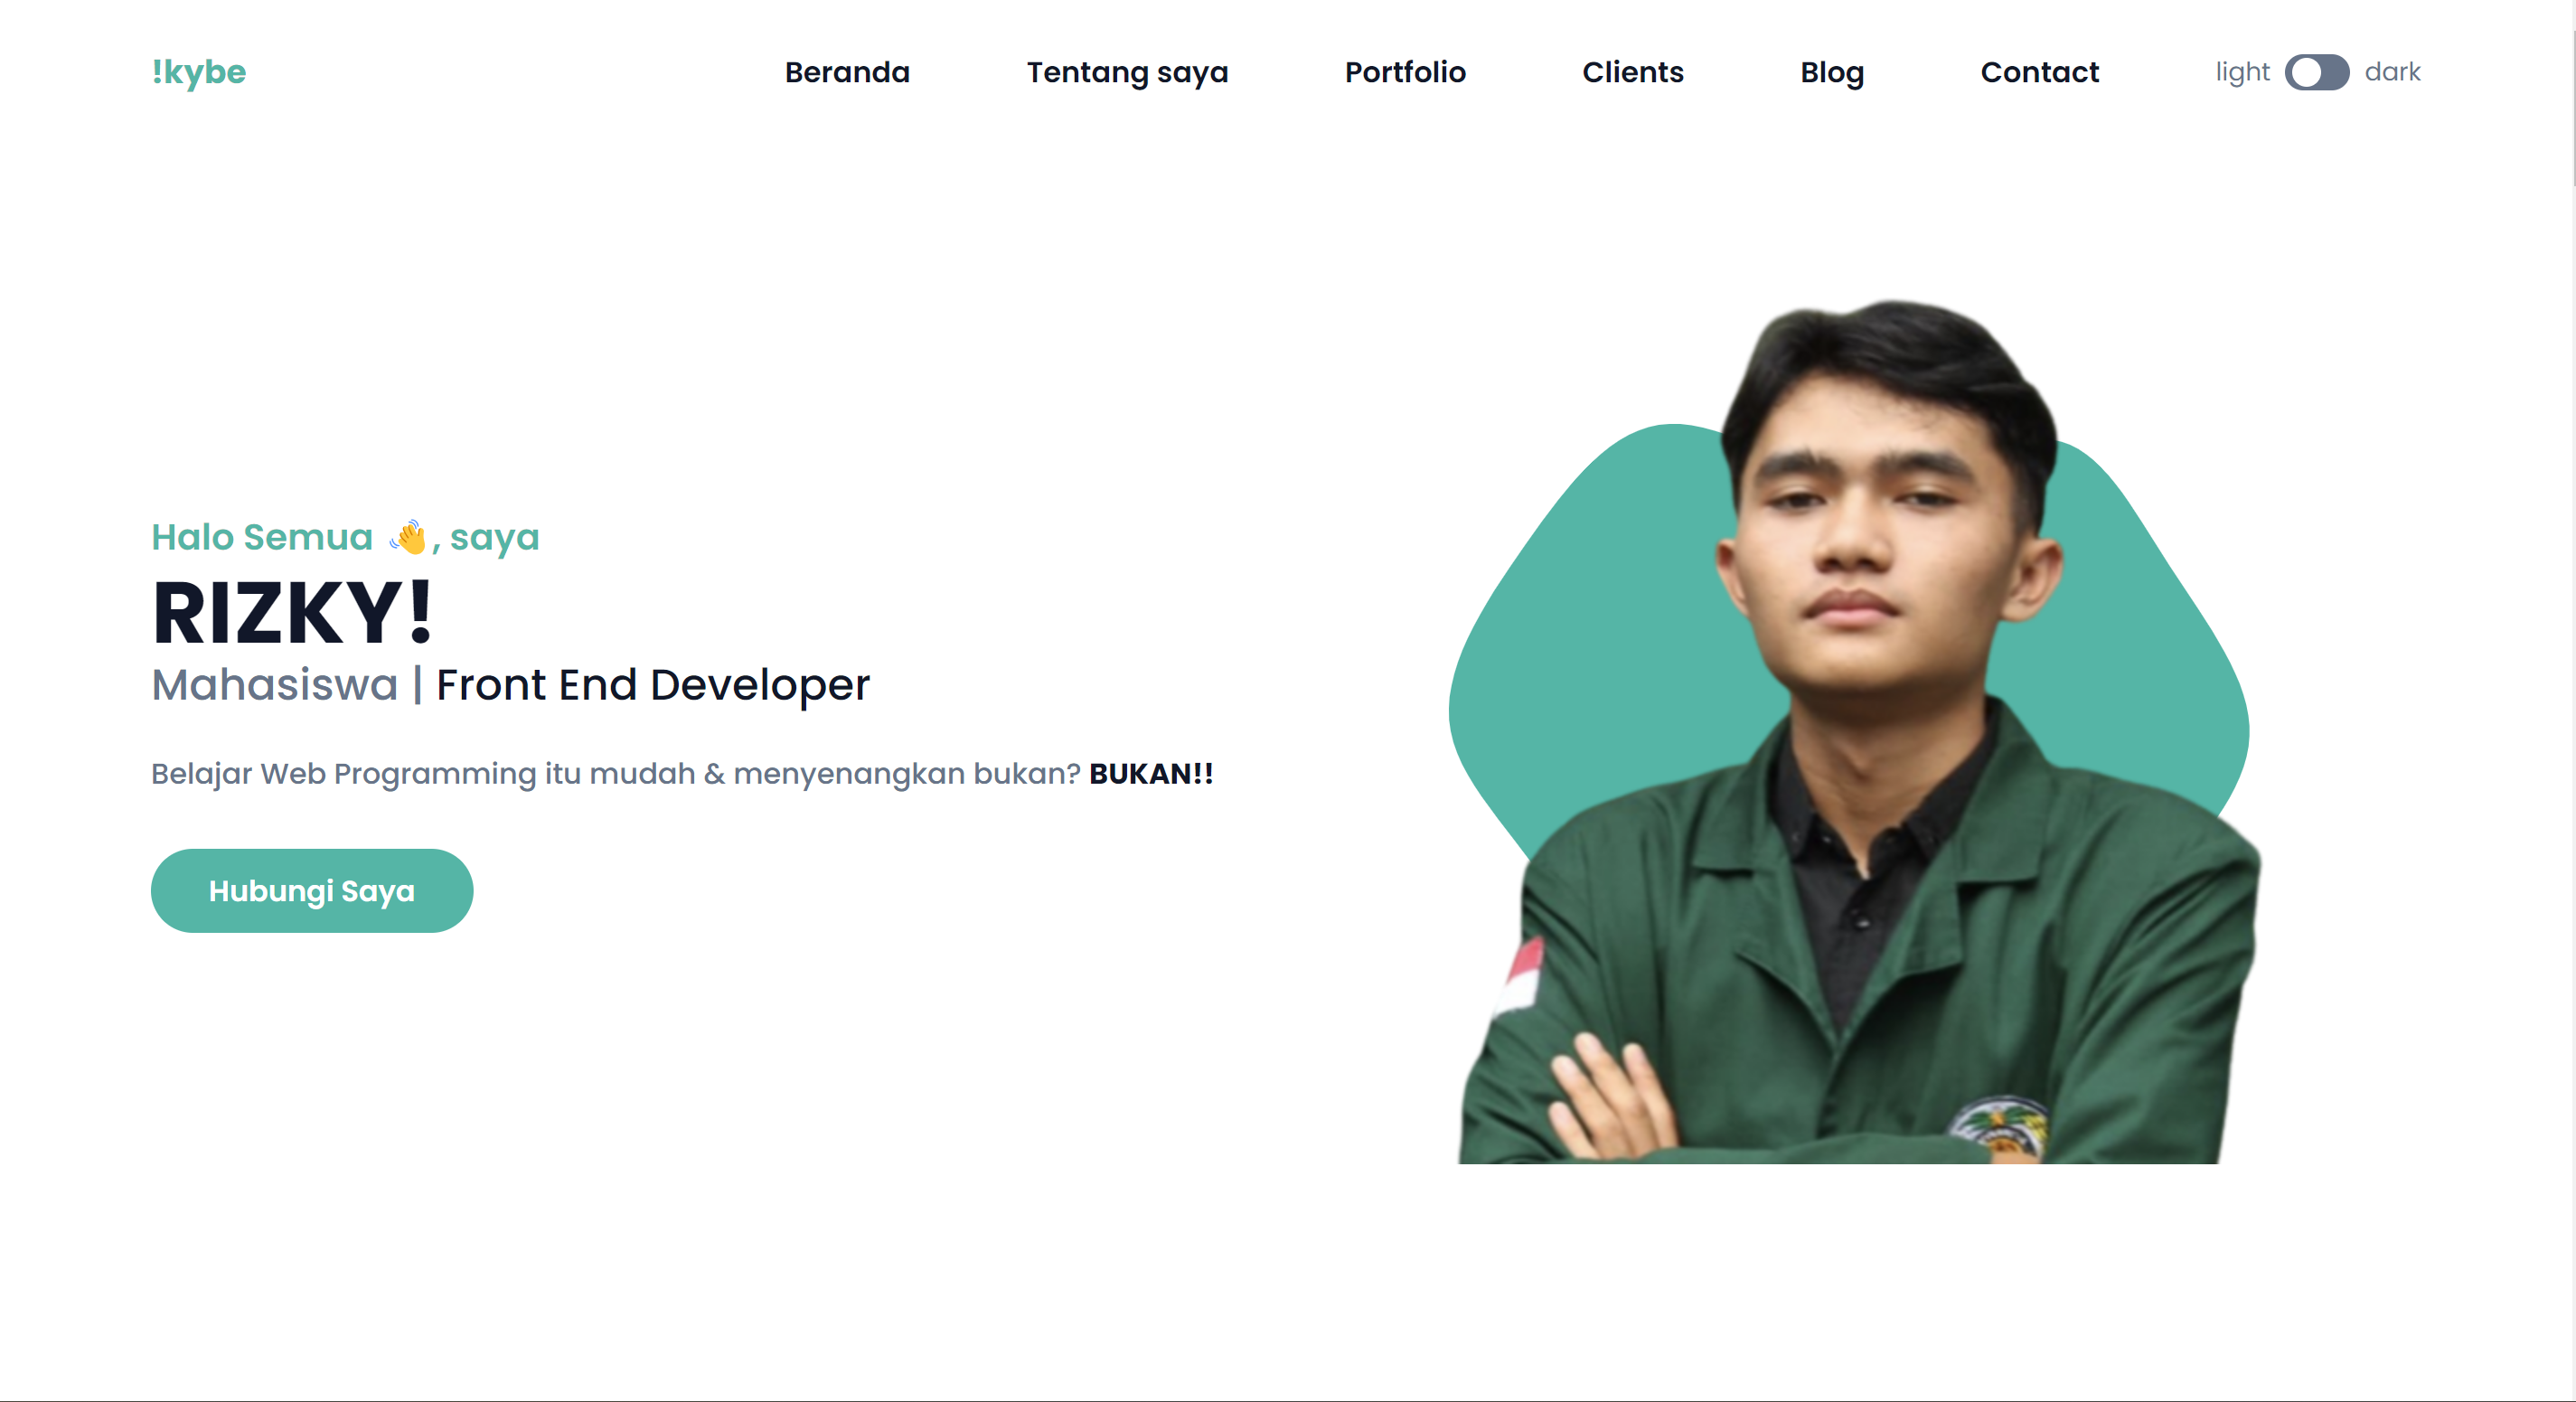 !kybe
Beranda
Tentang saya
Portfolio
Clients
Blog
Contact
light
dark
Halo Semua 👋, saya
RIZKY!
Mahasiswa | Front End Developer
Belajar Web Programming itu mudah & menyenangkan bukan? BUKAN!!
Hubungi Saya